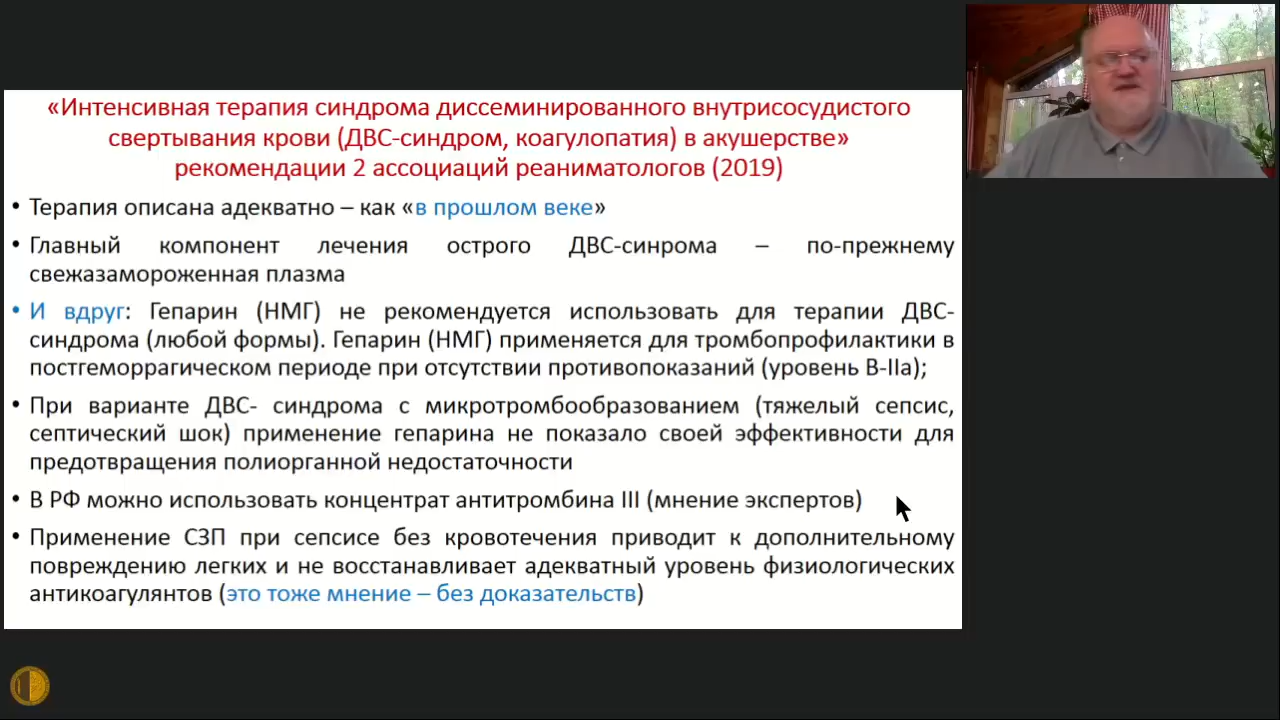 «Интенсивная терапия синдрома диссеминированного внутрисосудистого
свертывания крови (ДВС-синдром, коагулопатия) в акушерстве»
рекомендации 2 ассоциаций реаниматологов (2019)
• Терапия описана адекватно – как «в прошлом веке»
• Главный компонент лечения острого ДВС-синрома – по-прежнему
свежазамороженная плазма
• И вдруг: Гепарин (НМГ) не рекомендуется использовать для терапии ДВС-
синдрома (любой формы). Гепарин (НМГ) применяется для тромбопрофилактики в
постгеморрагическом периоде при отсутствии противопоказаний (уровень B-IIa);
• При варианте ДВС- синдрома с микротромбообразованием (тяжелый сепсис,
септический шок) применение гепарина не показало своей эффективности для
предотвращения полиорганной недостаточности
• В РФ можно использовать концентрат антитромбина III (мнение экспертов)
• Применение СЗП при сепсисе без кровотечения приводит к дополнительному
повреждению легких и не восстанавливает адекватный уровень физиологических
антикоагулянтов (это тоже мнение – без доказательств)